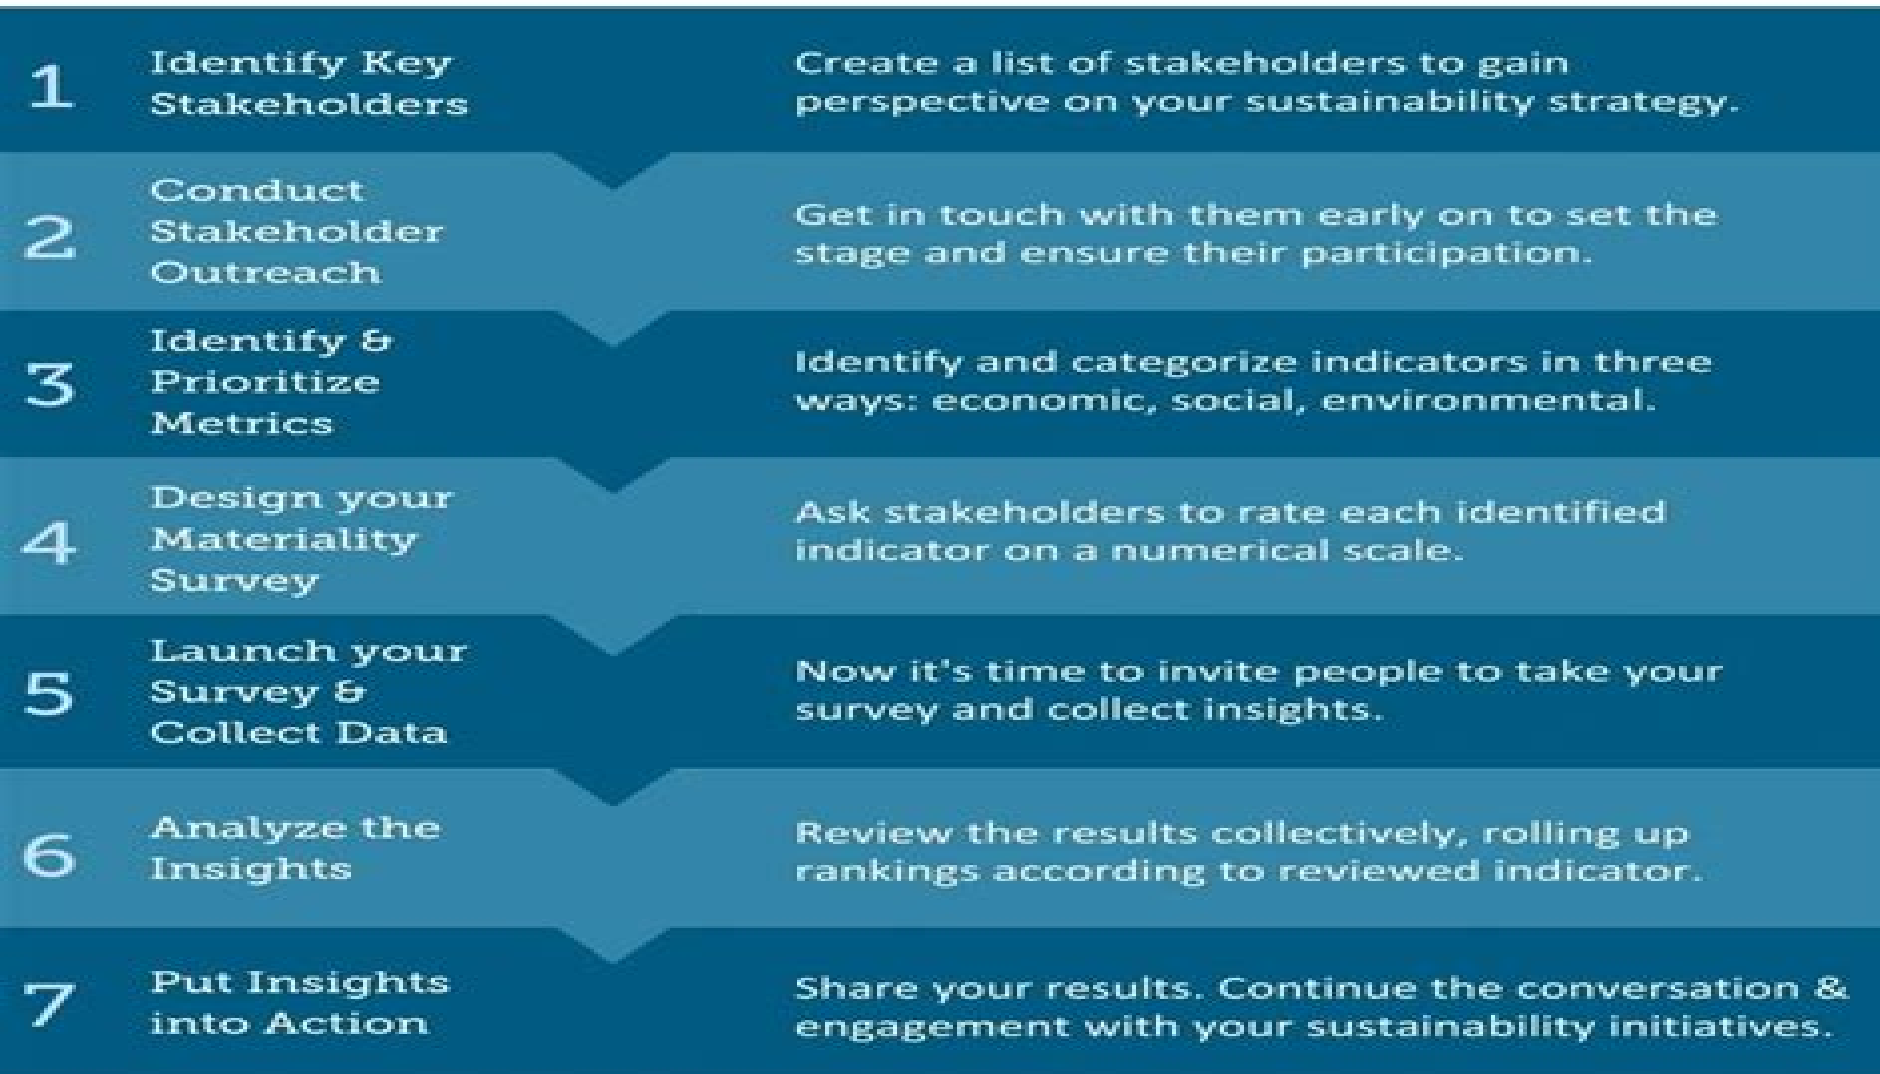 1
Identify Key
Stakeholders
Create a list of stakeholders to gain
perspective on your sustainability strategy.
2
Conduct
Stakeholder
Outreach
Get in touch with them early on to set the
stage and ensure their participation.
3
Identify &
Prioritize
Metrics
Identify and categorize indicators in three
ways: economic, social, environmental.
4
Design your
Materiality
Survey
Ask stakeholders to rate each identified
indicator on a numerical scale.
5
Launch your
Survey &
Collect Data
Now it's time to invite people to take your
survey and collect insights.
6
Analyze the
Insights
Review the results collectively, rolling up
rankings according to reviewed indicator.
7
Put Insights
into Action
Share your results. Continue the conversation &
engagement with your sustainability initiatives.